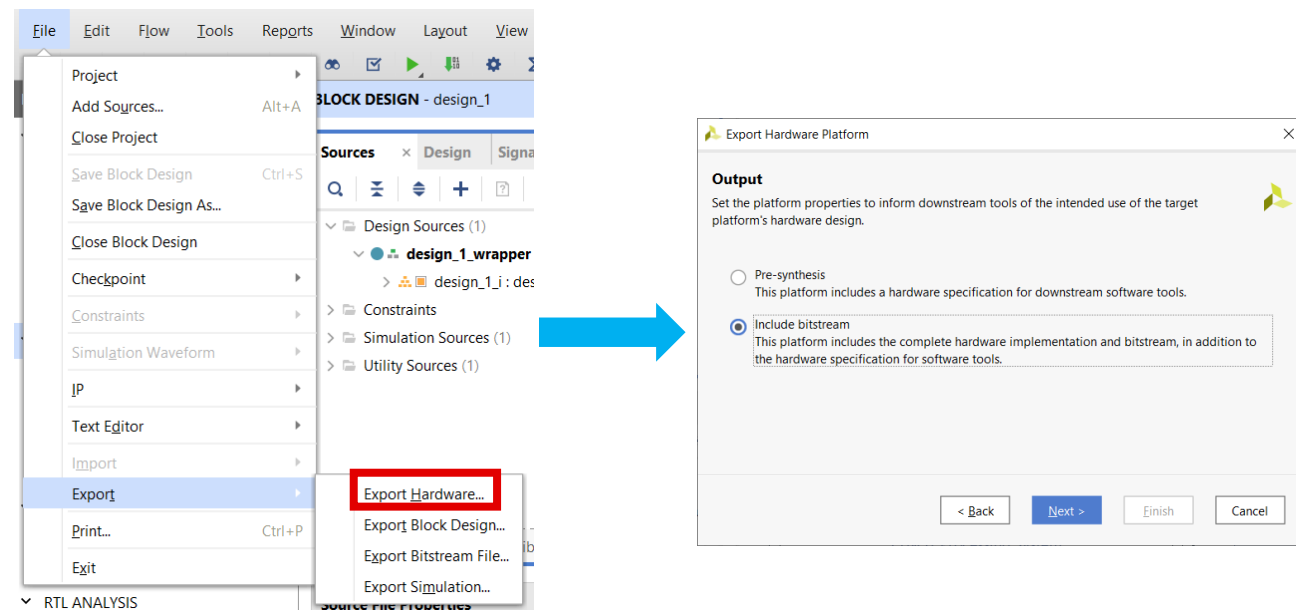 File Edit Flow Tools Reports Window Layout View
Project
Add Sources... Alt+A
Close Project
Save Block Design Ctrl+S
Save Block Design As...
Close Block Design
Checkpoint
Constraints
Simulation Waveform
IP
Text Editor
Import
Export
Print... Ctrl+P
Exit
RTL ANALYSIS
BLOCK DESIGN - design_1
Sources × Design Signa
Design Sources (1)
design_1_wrapper
design_1_i : des
Constraints
Simulation Sources (1)
Utility Sources (1)
Export Hardware...
Export Block Design...
Export Bitstream File...
Export Simulation...
Source File Properties
Export Hardware Platform
Output
Set the platform properties to inform downstream tools of the intended use of the target
platform's hardware design.
Pre-synthesis
This platform includes a hardware specification for downstream software tools.
Include bitstream
This platform includes the complete hardware implementation and bitstream, in addition to
the hardware specification for software tools.
< Back Next > Finish Cancel